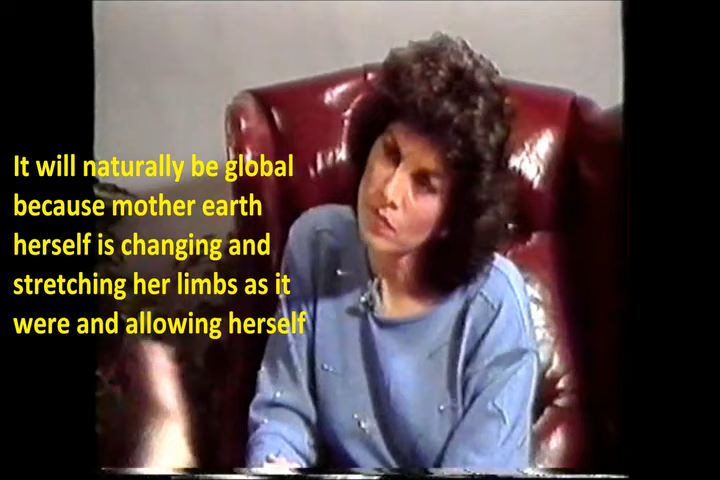 It will naturally be global
because mother earth
herself is changing and
stretching her limbs as it
were and allowing herself